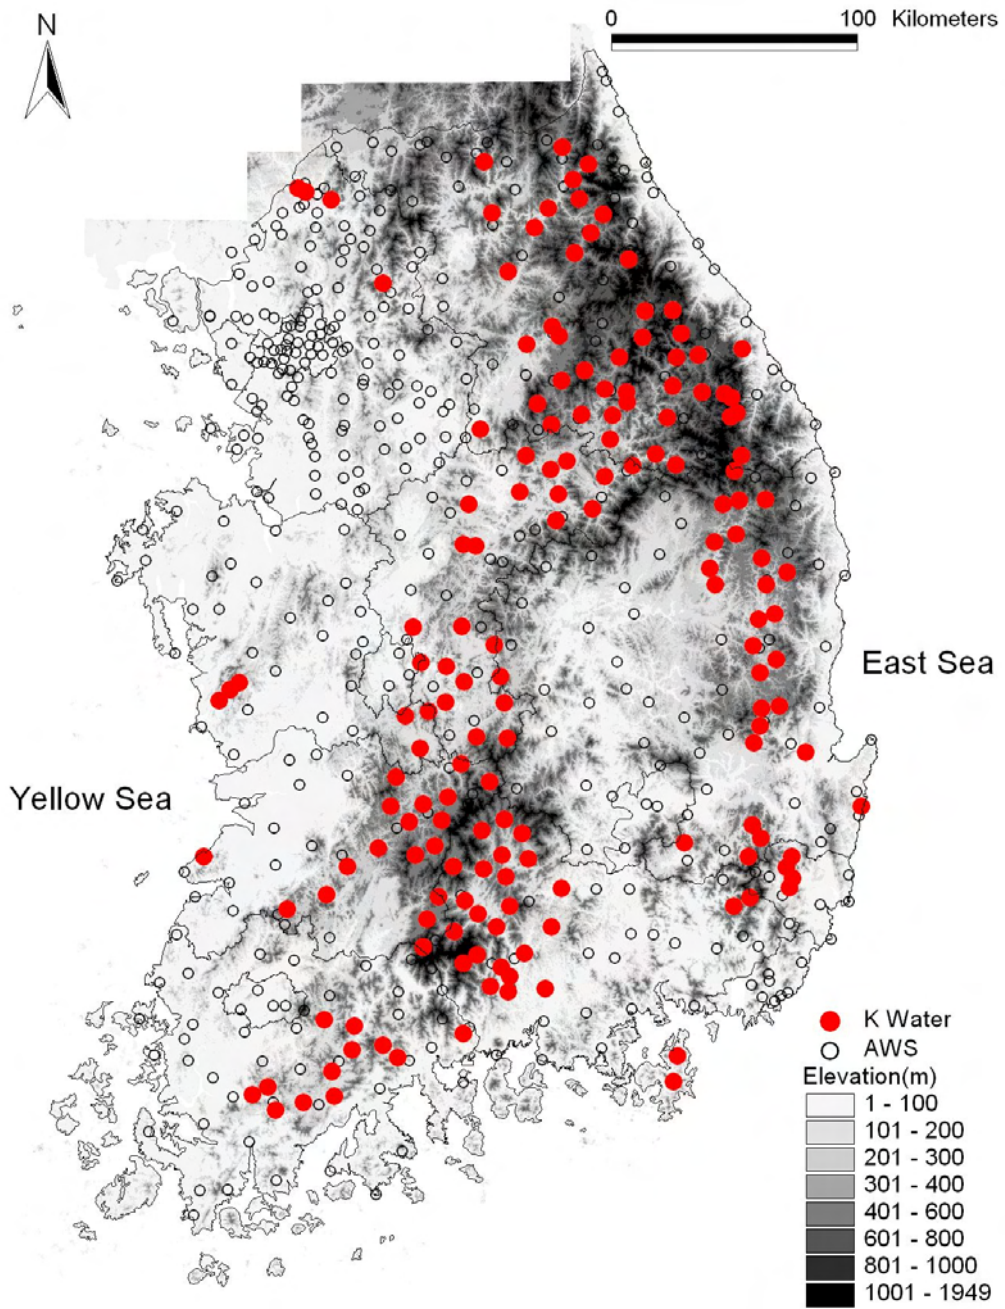 N
0 100 Kilometers
East Sea
Yellow Sea
K Water
AWS
Elevation(m)
1 - 100
101 - 200
201 - 300
301 - 400
401 - 600
601 - 800
801 - 1000
1001 - 1949